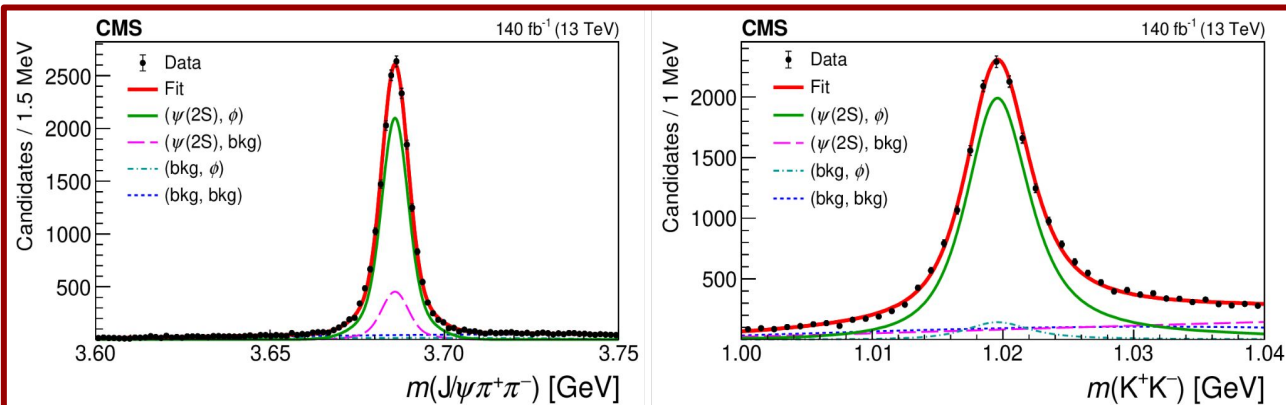 CMS
140 fb⁻¹ (13 TeV)
Candidates / 1.5 MeV
2500
2000
1500
1000
500
Data
Fit
(ψ(2S), ϕ)
(ψ(2S), bkg)
(bkg, ϕ)
(bkg, bkg)
3.60
3.65
3.70
3.75
m(J/ψπ⁺π⁻) [GeV]
CMS
140 fb⁻¹ (13 TeV)
Candidates / 1 MeV
2000
1500
1000
500
Data
Fit
(ψ(2S), ϕ)
(ψ(2S), bkg)
(bkg, ϕ)
(bkg, bkg)
1.00
1.01
1.02
1.03
1.04
m(K⁺K⁻) [GeV]